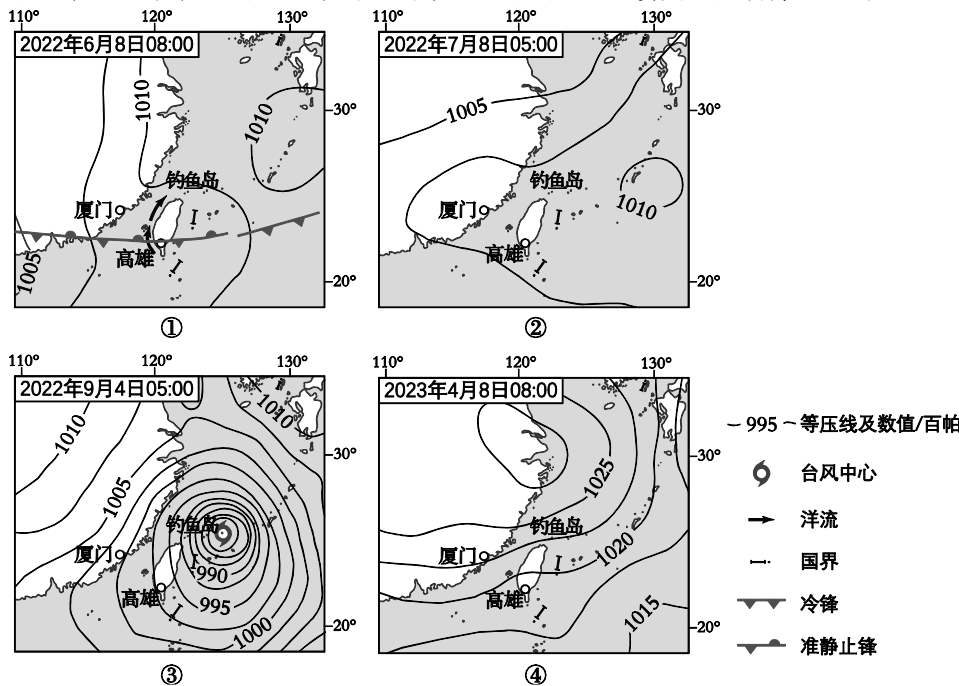 110°
120°
130°
2022年6月8日08:00
1010
1010
30°
钓鱼岛
厦门
高雄
1005
20°
①
110°
120°
130°
2022年7月8日05:00
1005
30°
钓鱼岛
厦门
1010
高雄
20°
②
110°
120°
130°
2022年9月4日05:00
1010
1010
30°
1005
钓鱼岛
厦门
990
高雄
995
1000
20°
③
110°
120°
130°
2023年4月8日08:00
30°
1025
钓鱼岛
厦门
1020
高雄
1015
20°
④
995 等压线及数值/百帕
台风中心
洋流
国界
冷锋
准静止锋